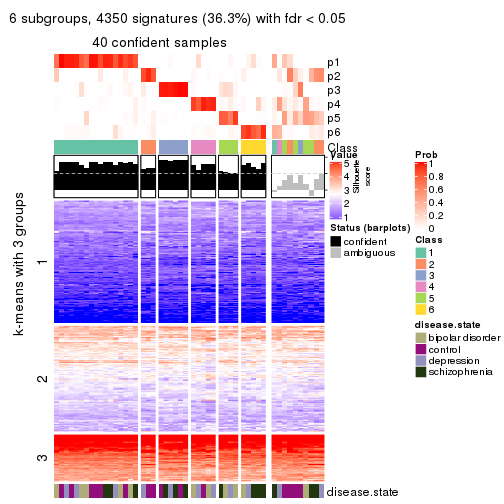 6 subgroups, 4350 signatures (36.3%) with fdr < 0.05
40 confident samples
p1
p2
p3
p4
p5
p6
Class
Silhouette
score
k-means with 3 groups
1
2
3
disease.state
Value
5
4
3
2
1
Status (barplots)
confident
ambiguous
Prob
1
0.8
0.6
0.4
0.2
0
Class
1
2
3
4
5
6
disease.state
bipolar disorder
control
depression
schizophrenia